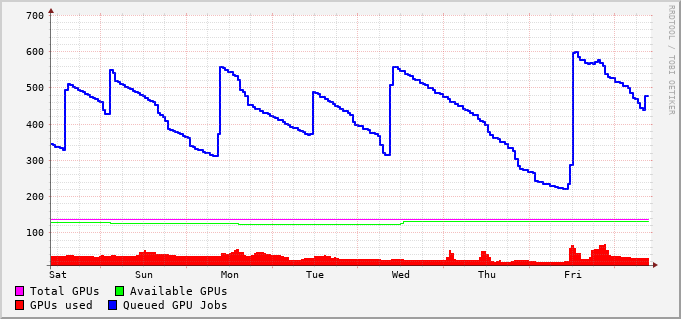 RRDTOOL / TOBI OETIKER
700
600
500
400
300
200
100
Sat Sun Mon Tue Wed Thu Fri
Total GPUs Available GPUs
GPUs used Queued GPU Jobs